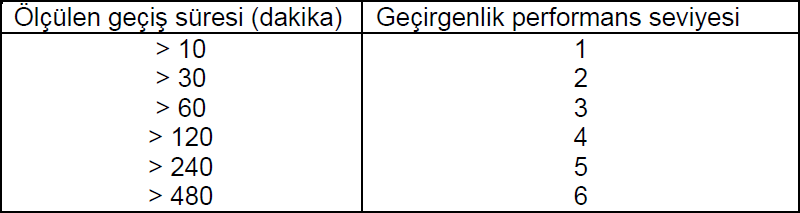 Ölçülen geçiş süresi (dakika) Geçirgenlik performans seviyesi
> 10 1
> 30 2
> 60 3
> 120 4
> 240 5
> 480 6